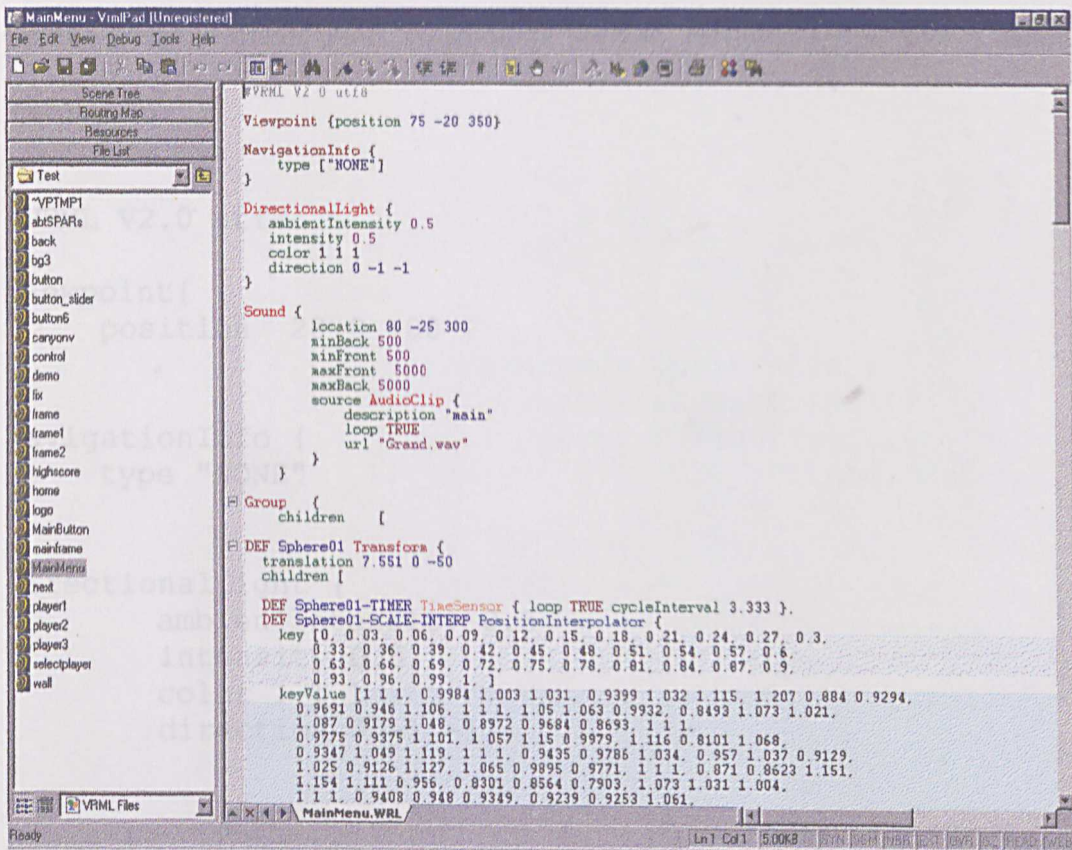 MainMenu - VrmlPad [Unregistered]
File Edit View Debug Tools Help
Scene Tree
Routing Map
Resources
File List
Test
~VPTMP1
abtSPARs
back
bg3
button
button_slider
button6
canyonv
control
demo
fix
frame
frame1
frame2
highscore
home
logo
MainButton
mainframe
MainMenu
next
player1
player2
player3
selectplayer
wall
VRML Files
#VRML V2.0 utf8
Viewpoint {position 75 -20 350}
NavigationInfo {
type ["NONE"]
}
DirectionalLight {
ambientIntensity 0.5
intensity 0.5
color 1 1 1
direction 0 -1 -1
}
Sound {
location 80 -25 300
minBack 500
minFront 500
maxFront 5000
maxBack 5000
source AudioClip {
description "main"
loop TRUE
url "Grand.wav"
}
}
Group {
children [
DEF Sphere01 Transform {
translation 7.551 0 -50
children [
DEF Sphere01-TIMER TimeSensor { loop TRUE cycleInterval 3.333 },
DEF Sphere01-SCALE-INTERP PositionInterpolator {
key [0, 0.03, 0.06, 0.09, 0.12, 0.15, 0.18, 0.21, 0.24, 0.27, 0.3,
0.33, 0.36, 0.39, 0.42, 0.45, 0.48, 0.51, 0.54, 0.57, 0.6,
0.63, 0.66, 0.69, 0.72, 0.75, 0.78, 0.81, 0.84, 0.87, 0.9,
0.93, 0.96, 0.99, 1, ]
keyValue [1 1 1, 0.9984 1.003 1.031, 0.9399 1.032 1.115, 1.207 0.884 0.9294,
0.9691 0.946 1.106, 1 1 1, 1.05 1.063 0.9932, 0.8493 1.073 1.021,
1.087 0.9179 1.048, 0.8972 0.9684 0.8693, 1 1 1,
0.9775 0.9375 1.101, 1.057 1.15 0.9979, 1.116 0.8101 1.068,
0.9347 1.049 1.119, 1 1 1, 0.9435 0.9786 1.034, 0.957 1.037 0.9129,
1.025 0.9126 1.127, 1.065 0.9895 0.9771, 1 1 1, 0.871 0.8623 1.151,
1.154 1.111 0.956, 0.8301 0.8564 0.7903, 1.073 1.031 1.004,
1 1 1, 0.9408 0.948 0.9349, 0.9239 0.9253 1.061,
MainMenu.WRL
Ready
Ln 1 Col 1 5.00KB